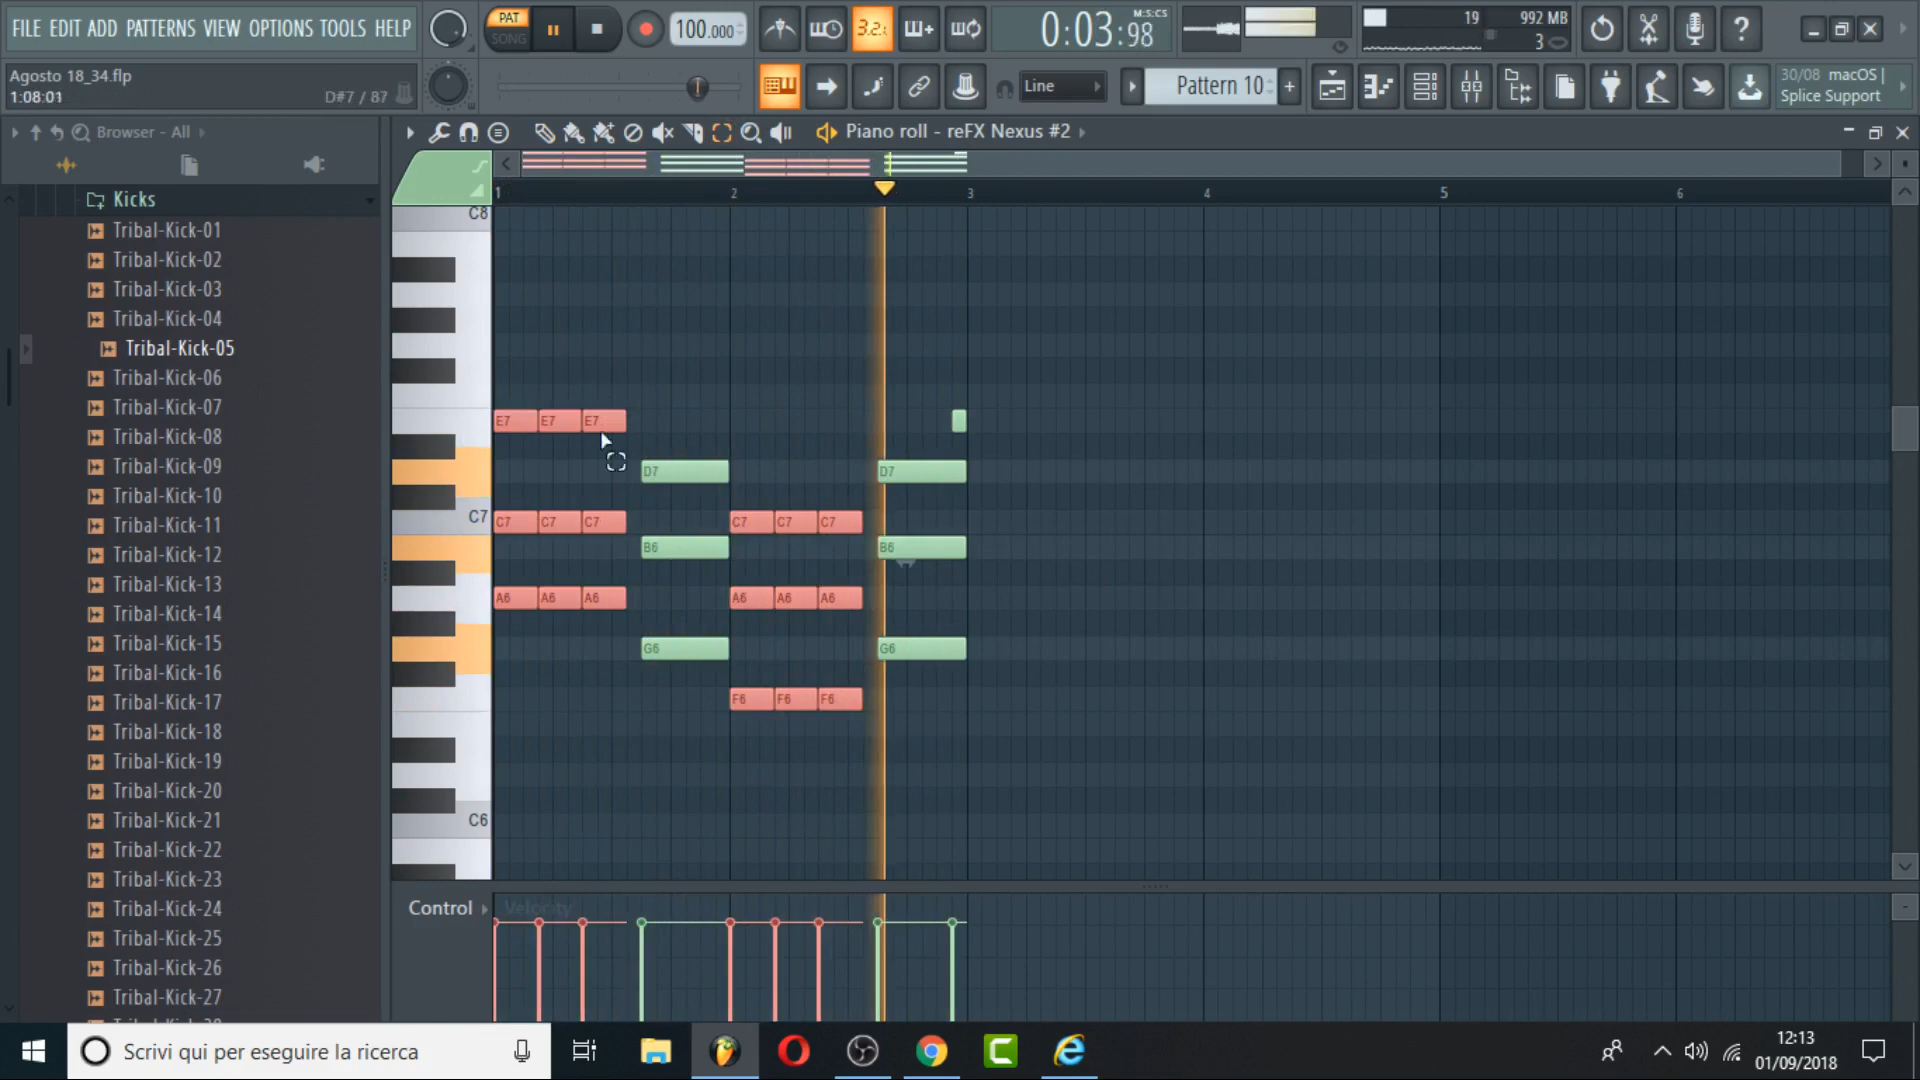 FILE EDIT ADD PATTERNS VIEW OPTIONS TOOLS HELP
PAT
SONG
100.000
3.2.
0:03:98
M:S:CS
19
992 MB
3
Agosto 18_34.flp
1:08:01
D#7 / 87
Line
Pattern 10
30/08 macOS |
Splice Support
Browser - All
Piano roll - reFX Nexus #2
Kicks
Tribal-Kick-01
Tribal-Kick-02
Tribal-Kick-03
Tribal-Kick-04
Tribal-Kick-05
Tribal-Kick-06
Tribal-Kick-07
Tribal-Kick-08
Tribal-Kick-09
Tribal-Kick-10
Tribal-Kick-11
Tribal-Kick-12
Tribal-Kick-13
Tribal-Kick-14
Tribal-Kick-15
Tribal-Kick-16
Tribal-Kick-17
Tribal-Kick-18
Tribal-Kick-19
Tribal-Kick-20
Tribal-Kick-21
Tribal-Kick-22
Tribal-Kick-23
Tribal-Kick-24
Tribal-Kick-25
Tribal-Kick-26
Tribal-Kick-27
1 2 3 4 5 6
C8
E7 E7 E7
D7 D7
C7 C7 C7 C7 C7 C7 C7
B6 B6
A6 A6 A6 A6 A6 A6
G6 G6
F6 F6 F6
C6
Control
Velocity
Scrivi qui per eseguire la ricerca
12:13
01/09/2018